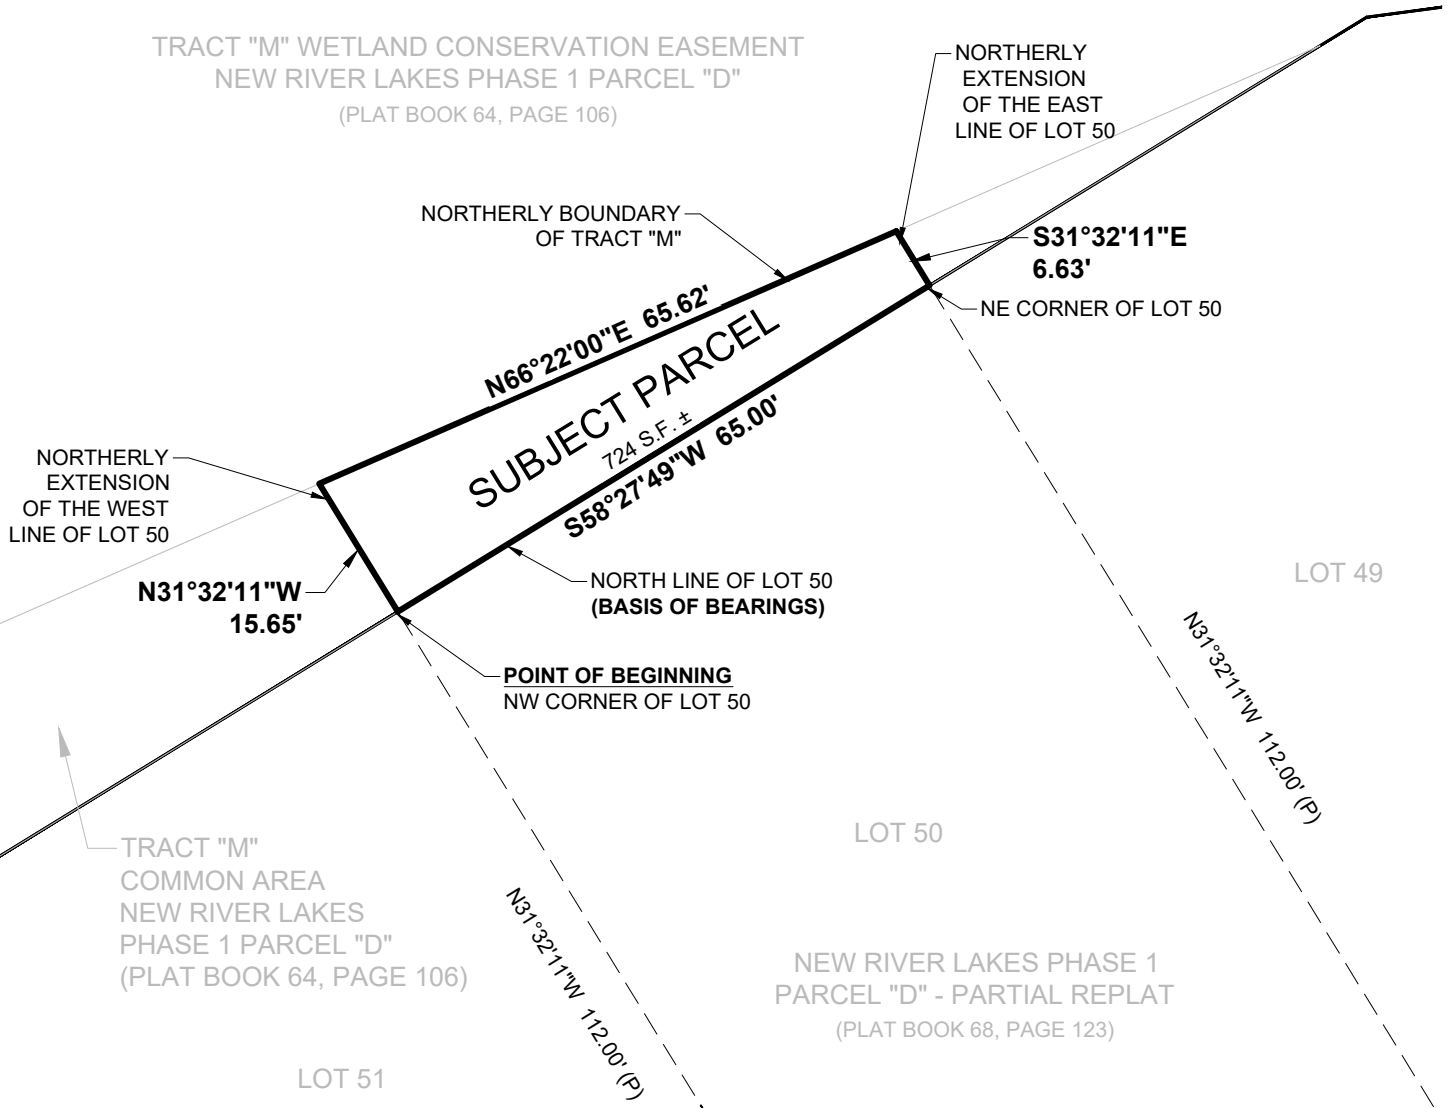 TRACT "M" WETLAND CONSERVATION EASEMENT
NEW RIVER LAKES PHASE 1 PARCEL "D"
(PLAT BOOK 64, PAGE 106)
NORTHERLY
EXTENSION
OF THE EAST
LINE OF LOT 50
NORTHERLY BOUNDARY
OF TRACT "M"
S31°32'11"E
6.63'
NE CORNER OF LOT 50
N66°22'00"E 65.62'
SUBJECT PARCEL
724 S.F. ±
S58°27'49"W 65.00'
NORTHERLY
EXTENSION
OF THE WEST
LINE OF LOT 50
N31°32'11"W
15.65'
NORTH LINE OF LOT 50
(BASIS OF BEARINGS)
POINT OF BEGINNING
NW CORNER OF LOT 50
LOT 49
N31°32'11"W 112.00' (P)
LOT 50
TRACT "M"
COMMON AREA
NEW RIVER LAKES
PHASE 1 PARCEL "D"
(PLAT BOOK 64, PAGE 106)
N31°32'11"W 112.00' (P)
NEW RIVER LAKES PHASE 1
PARCEL "D" - PARTIAL REPLAT
(PLAT BOOK 68, PAGE 123)
LOT 51